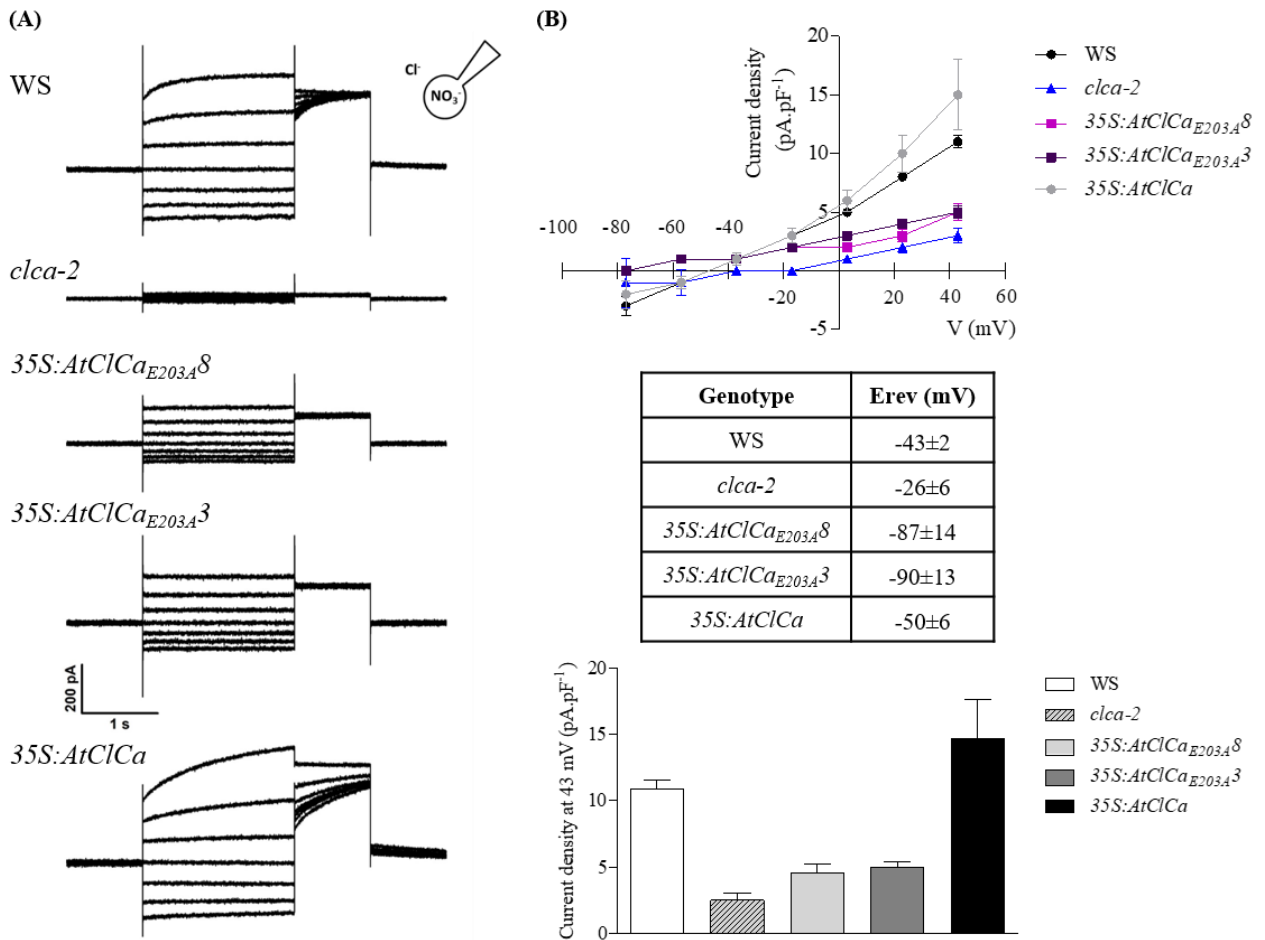 (A)
WS
Cl-
NO3-
clca-2
35S:AtClCaE203A8
35S:AtClCaE203A3
200 pA
1 s
35S:AtClCa
(B)
Current density
(pA.pF-1)
20
15
10
5
-5
-100
-80
-60
-40
-20
20
40
60
V (mV)
WS
clca-2
35S:AtClCaE203A8
35S:AtClCaE203A3
35S:AtClCa
Genotype Erev (mV)
WS -43±2
clca-2 -26±6
35S:AtClCaE203A8 -87±14
35S:AtClCaE203A3 -90±13
35S:AtClCa -50±6
Current density at 43 mV (pA.pF-1)
20
15
10
5
0
WS
clca-2
35S:AtClCaE203A8
35S:AtClCaE203A3
35S:AtClCa